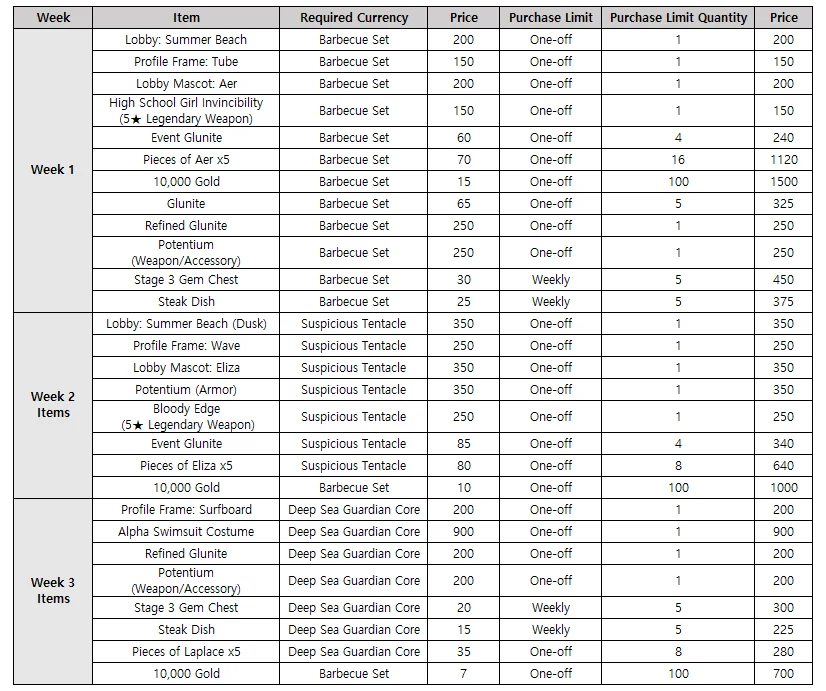 Week Item Required Currency Price Purchase Limit Purchase Limit Quantity Price
Lobby: Summer Beach Barbecue Set 200 One-off 1 200
Profile Frame: Tube Barbecue Set 150 One-off 1 150
Lobby Mascot: Aer Barbecue Set 200 One-off 1 200
High School Girl Invincibility
(5★ Legendary Weapon) Barbecue Set 150 One-off 1 150
Event Glunite Barbecue Set 60 One-off 4 240
Pieces of Aer x5 Barbecue Set 70 One-off 16 1120
Week 1
10,000 Gold Barbecue Set 15 One-off 100 1500
Glunite Barbecue Set 65 One-off 5 325
Refined Glunite Barbecue Set 250 One-off 1 250
Potentium
(Weapon/Accessory) Barbecue Set 250 One-off 1 250
Stage 3 Gem Chest Barbecue Set 30 Weekly 5 450
Steak Dish Barbecue Set 25 Weekly 5 375
Lobby: Summer Beach (Dusk) Suspicious Tentacle 350 One-off 1 350
Profile Frame: Wave Suspicious Tentacle 250 One-off 1 250
Lobby Mascot: Eliza Suspicious Tentacle 350 One-off 1 350
Potentium (Armor) Suspicious Tentacle 350 One-off 1 350
Week 2
Items
Bloody Edge
(5★ Legendary Weapon) Suspicious Tentacle 250 One-off 1 250
Event Glunite Suspicious Tentacle 85 One-off 4 340
Pieces of Eliza x5 Suspicious Tentacle 80 One-off 8 640
10,000 Gold Barbecue Set 10 One-off 100 1000
Profile Frame: Surfboard Deep Sea Guardian Core 200 One-off 1 200
Alpha Swimsuit Costume Deep Sea Guardian Core 900 One-off 1 900
Refined Glunite Deep Sea Guardian Core 200 One-off 1 200
Week 3
Items
Potentium
(Weapon/Accessory) Deep Sea Guardian Core 200 One-off 1 200
Stage 3 Gem Chest Deep Sea Guardian Core 20 Weekly 5 300
Steak Dish Deep Sea Guardian Core 15 Weekly 5 225
Pieces of Laplace x5 Deep Sea Guardian Core 35 One-off 8 280
10,000 Gold Barbecue Set 7 One-off 100 700